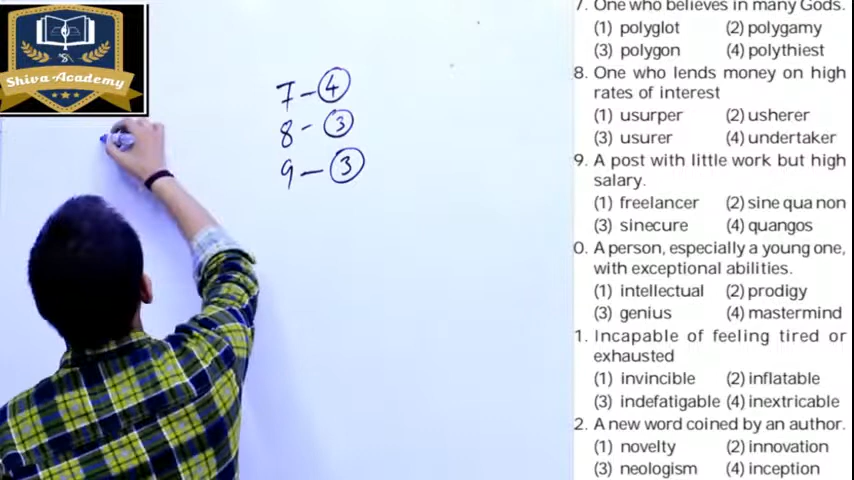 Shiva Academy
7 - 4
8 - 3
9 - 3
7. One who believes in many Gods.
(1) polyglot (2) polygamy
(3) polygon (4) polythiest
8. One who lends money on high
rates of interest
(1) usurper (2) usherer
(3) usurer (4) undertaker
9. A post with little work but high
salary.
(1) freelancer (2) sine qua non
(3) sinecure (4) quangos
0. A person, especially a young one,
with exceptional abilities.
(1) intellectual (2) prodigy
(3) genius (4) mastermind
1. Incapable of feeling tired or
exhausted
(1) invincible (2) inflatable
(3) indefatigable (4) inextricable
2. A new word coined by an author.
(1) novelty (2) innovation
(3) neologism (4) inception